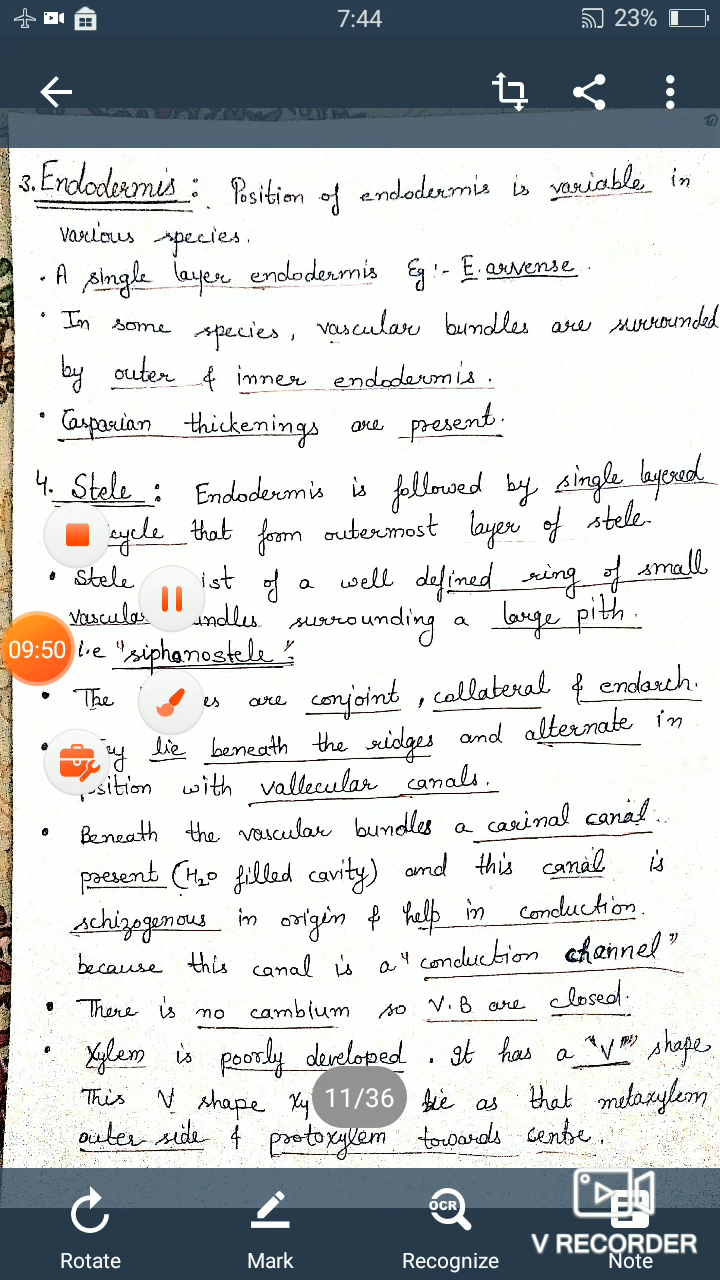 7:44
23%
3. Endodermis : Position of endodermis is variable in
various species.
· A single layer endodermis Eg :- E. arvense.
· In some species, vascular bundles are surrounded
by outer & inner endodermis.
· Casparian thickenings are present.
4. Stele : Endodermis is followed by single layered
cycle that form outermost layer of stele.
· Stele ist of a well defined ring of small
vascular undles surrounding a large pith.
09:50
i.e "siphanostele"
· The es are conjoint, collateral & endarch.
· lie beneath the ridges and alternate in
sition with vallecular canals.
· Beneath the vascular bundles a carinal canal
present (H2O filled cavity) and this canal is
schizogenous in origin & help in conduction
because this canal is a "conduction channel"
· There is no cambium so V.B are closed.
· Xylem is poorly developed. It has a "V" shape
This V shape Xy lie as that metaxylem
11/36
outer side & protoxylem towards centre.
OCR
V RECORDER
Rotate Mark Recognize Note